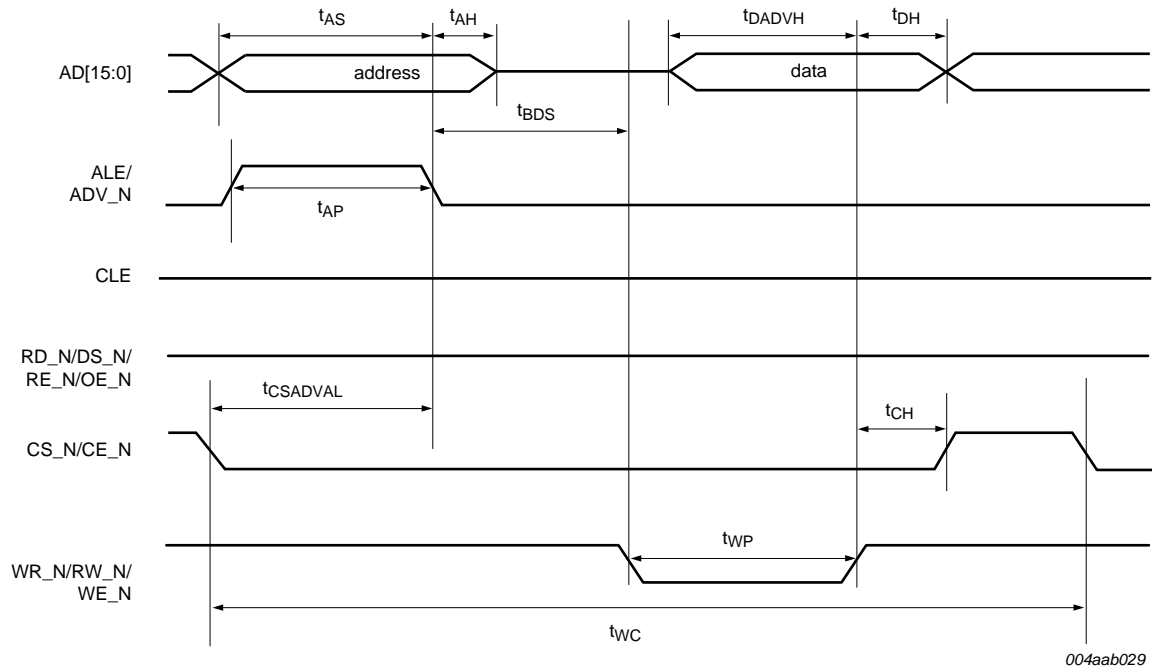 tAS
tAH
tDADVH
tDH
AD[15:0]
address
data
tBDS
ALE/
ADV_N
tAP
CLE
RD_N/DS_N/
RE_N/OE_N
tCSADVAL
tCH
CS_N/CE_N
tWP
WR_N/RW_N/
WE_N
tWC
004aab029